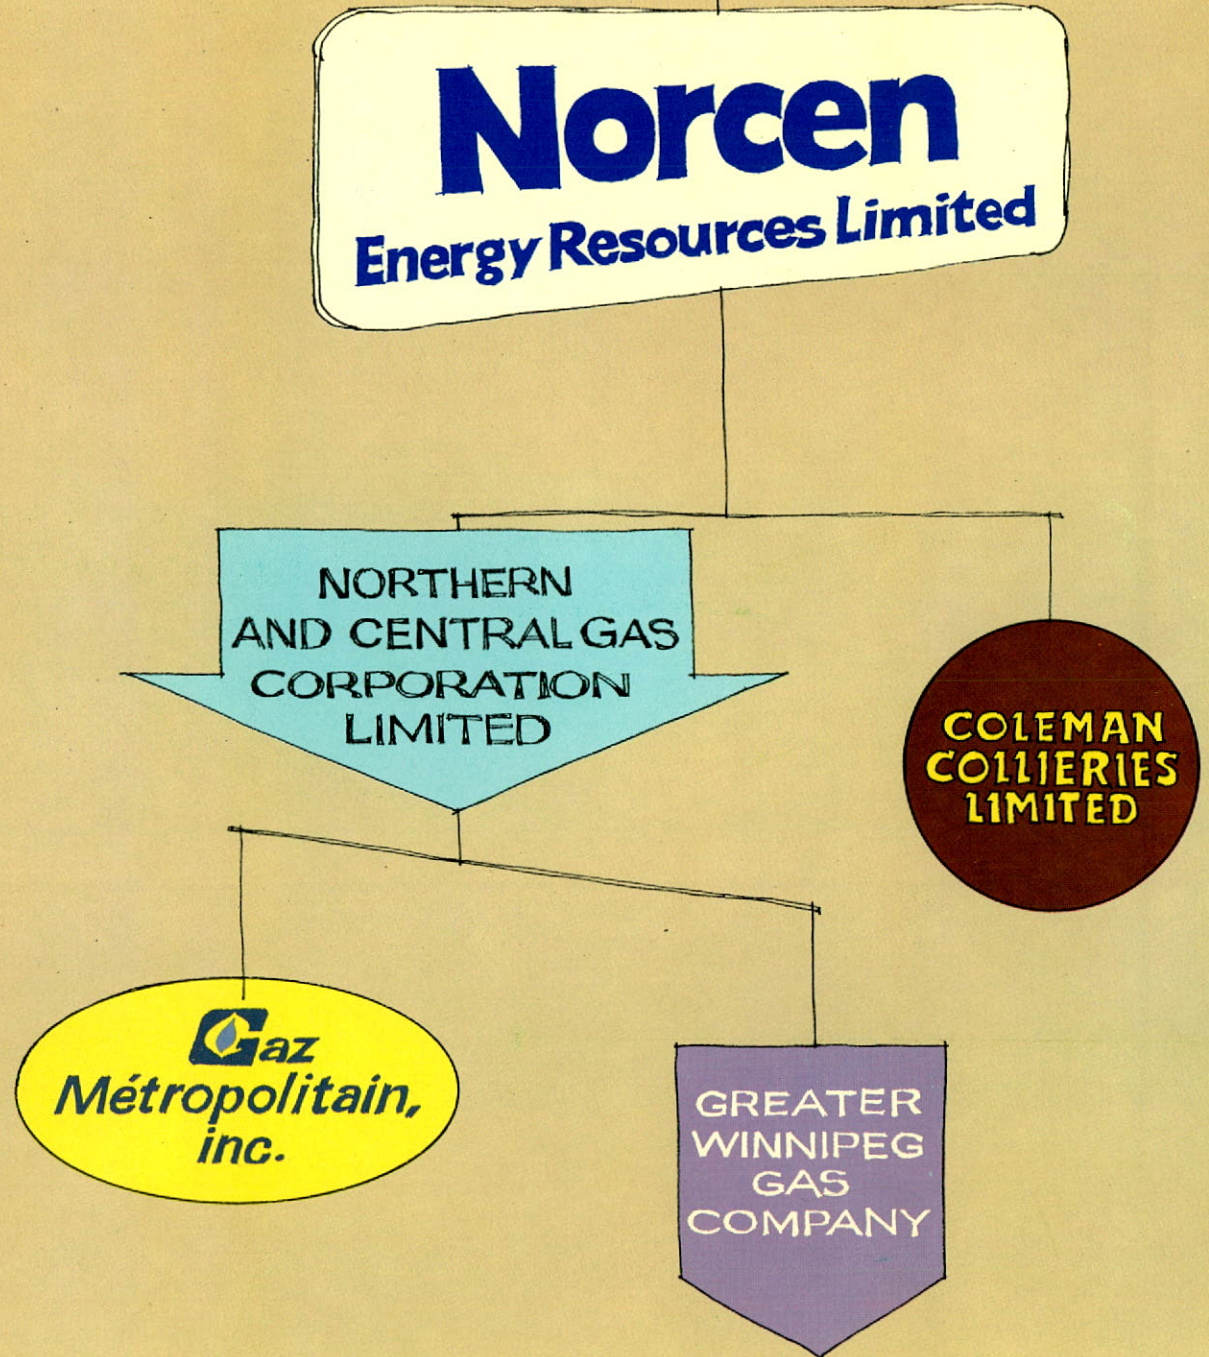 Norcen
Energy Resources Limited
NORTHERN
AND CENTRAL GAS
CORPORATION
LIMITED
COLEMAN
COLLIERIES
LIMITED
Gaz
Métropolitain,
inc.
GREATER
WINNIPEG
GAS
COMPANY